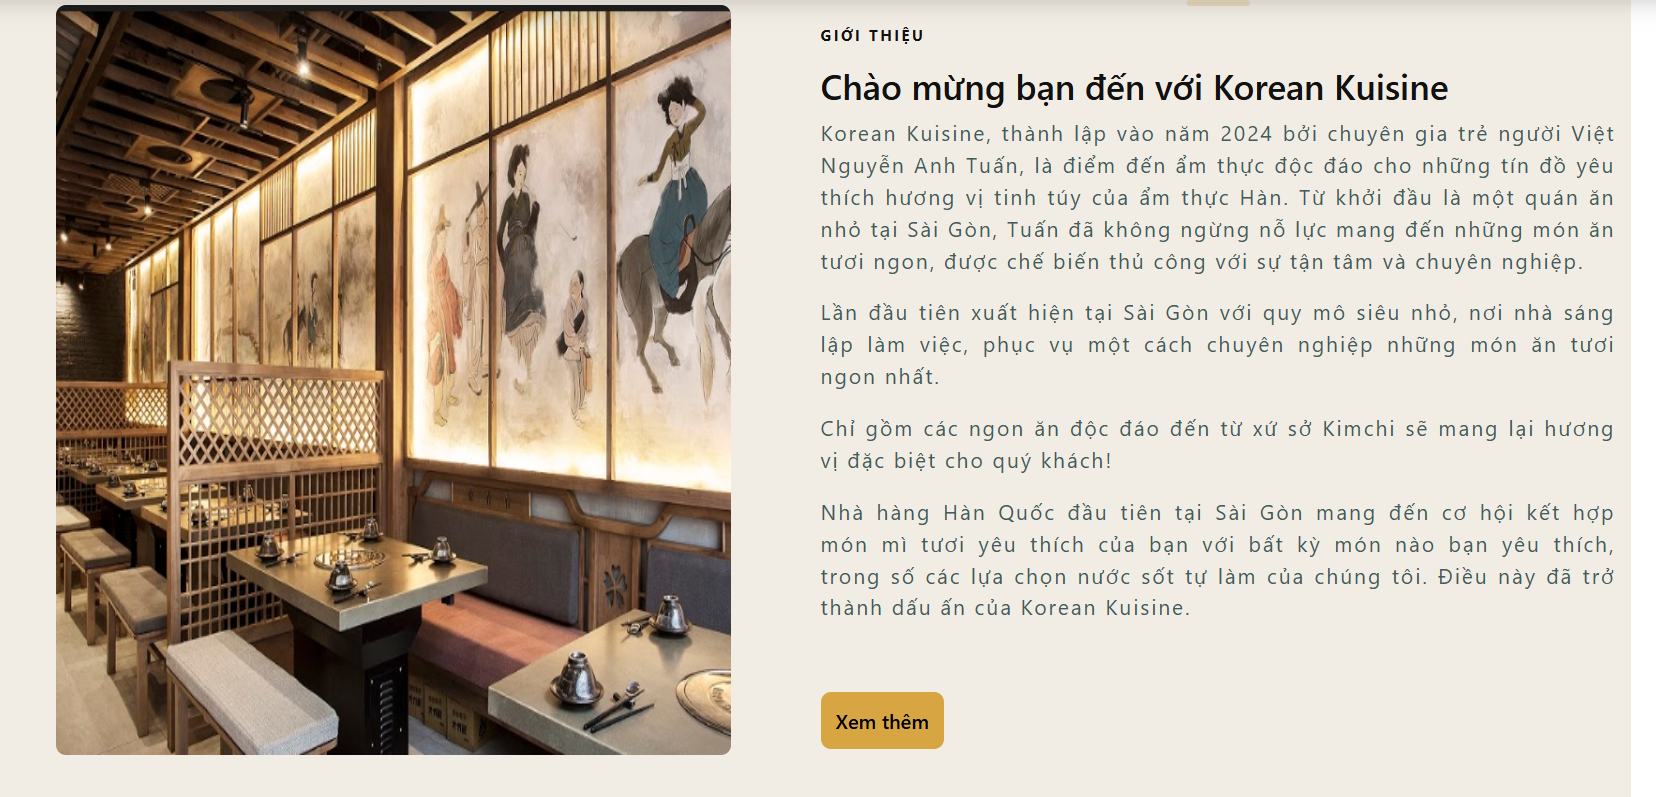 GIỚI THIỆU
Chào mừng bạn đến với Korean Kuisine
Korean Kuisine, thành lập vào năm 2024 bởi chuyên gia trẻ người Việt
Nguyễn Anh Tuấn, là điểm đến ẩm thực độc đáo cho những tín đồ yêu
thích hương vị tinh túy của ẩm thực Hàn. Từ khởi đầu là một quán ăn
nhỏ tại Sài Gòn, Tuấn đã không ngừng nỗ lực mang đến những món ăn
tươi ngon, được chế biến thủ công với sự tận tâm và chuyên nghiệp.
Lần đầu tiên xuất hiện tại Sài Gòn với quy mô siêu nhỏ, nơi nhà sáng
lập làm việc, phục vụ một cách chuyên nghiệp những món ăn tươi
ngon nhất.
Chỉ gồm các ngon ăn độc đáo đến từ xứ sở Kimchi sẽ mang lại hương
vị đặc biệt cho quý khách!
Nhà hàng Hàn Quốc đầu tiên tại Sài Gòn mang đến cơ hội kết hợp
món mì tươi yêu thích của bạn với bất kỳ món nào bạn yêu thích,
trong số các lựa chọn nước sốt tự làm của chúng tôi. Điều này đã trở
thành dấu ấn của Korean Kuisine.
Xem thêm